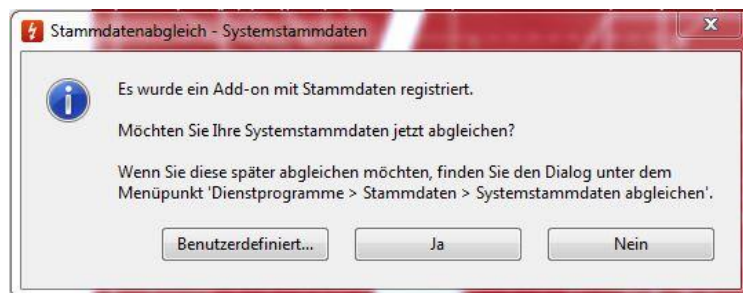 Stammdatenabgleich - Systemstammdaten
Es wurde ein Add-on mit Stammdaten registriert.
Möchten Sie Ihre Systemstammdaten jetzt abgleichen?
Wenn Sie diese später abgleichen möchten, finden Sie den Dialog unter dem
Menüpunkt 'Dienstprogramme > Stammdaten > Systemstammdaten abgleichen'.
Benutzerdefiniert... Ja Nein